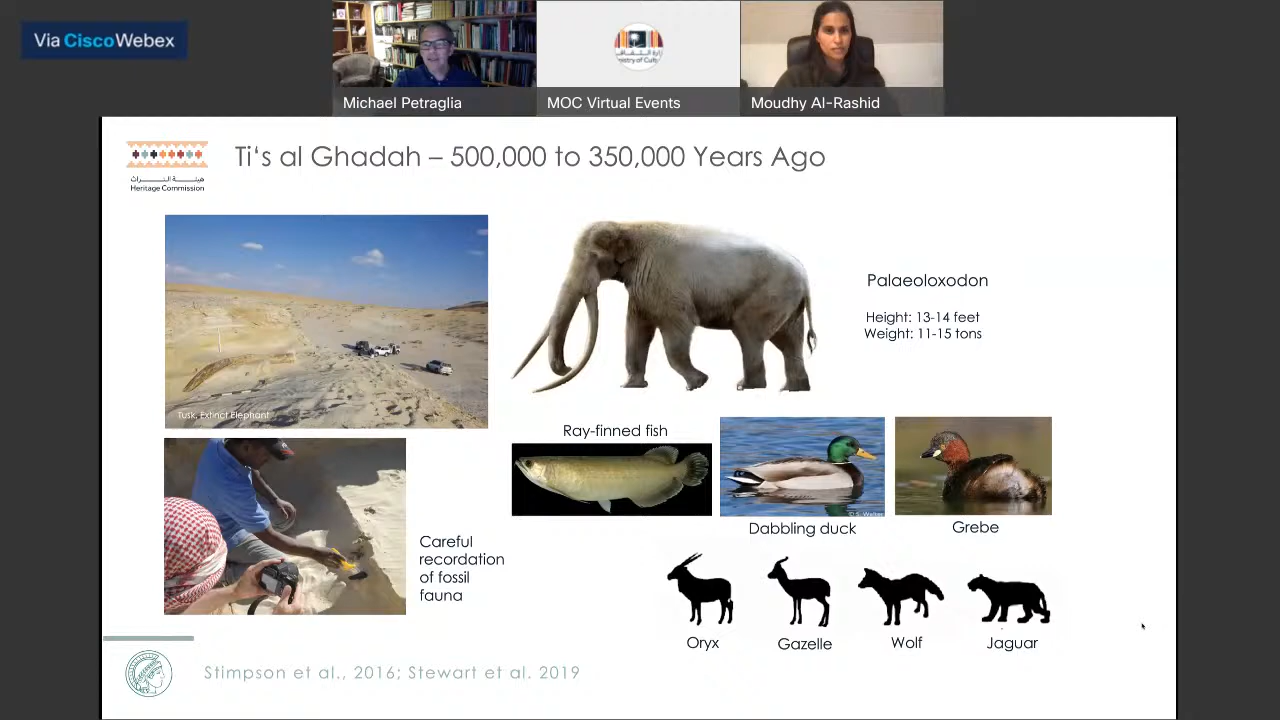 Via Cisco Webex
Michael Petraglia
MOC Virtual Events
Moudhy Al-Rashid
Ti's al Ghadah – 500,000 to 350,000 Years Ago
Heritage Commission
Tusk, Extinct Elephant
Palaeoloxodon
Height: 13-14 feet
Weight: 11-15 tons
Ray-finned fish
Dabbling duck
Grebe
Careful
recordation
of fossil
fauna
Oryx
Gazelle
Wolf
Jaguar
Stimpson et al., 2016; Stewart et al. 2019